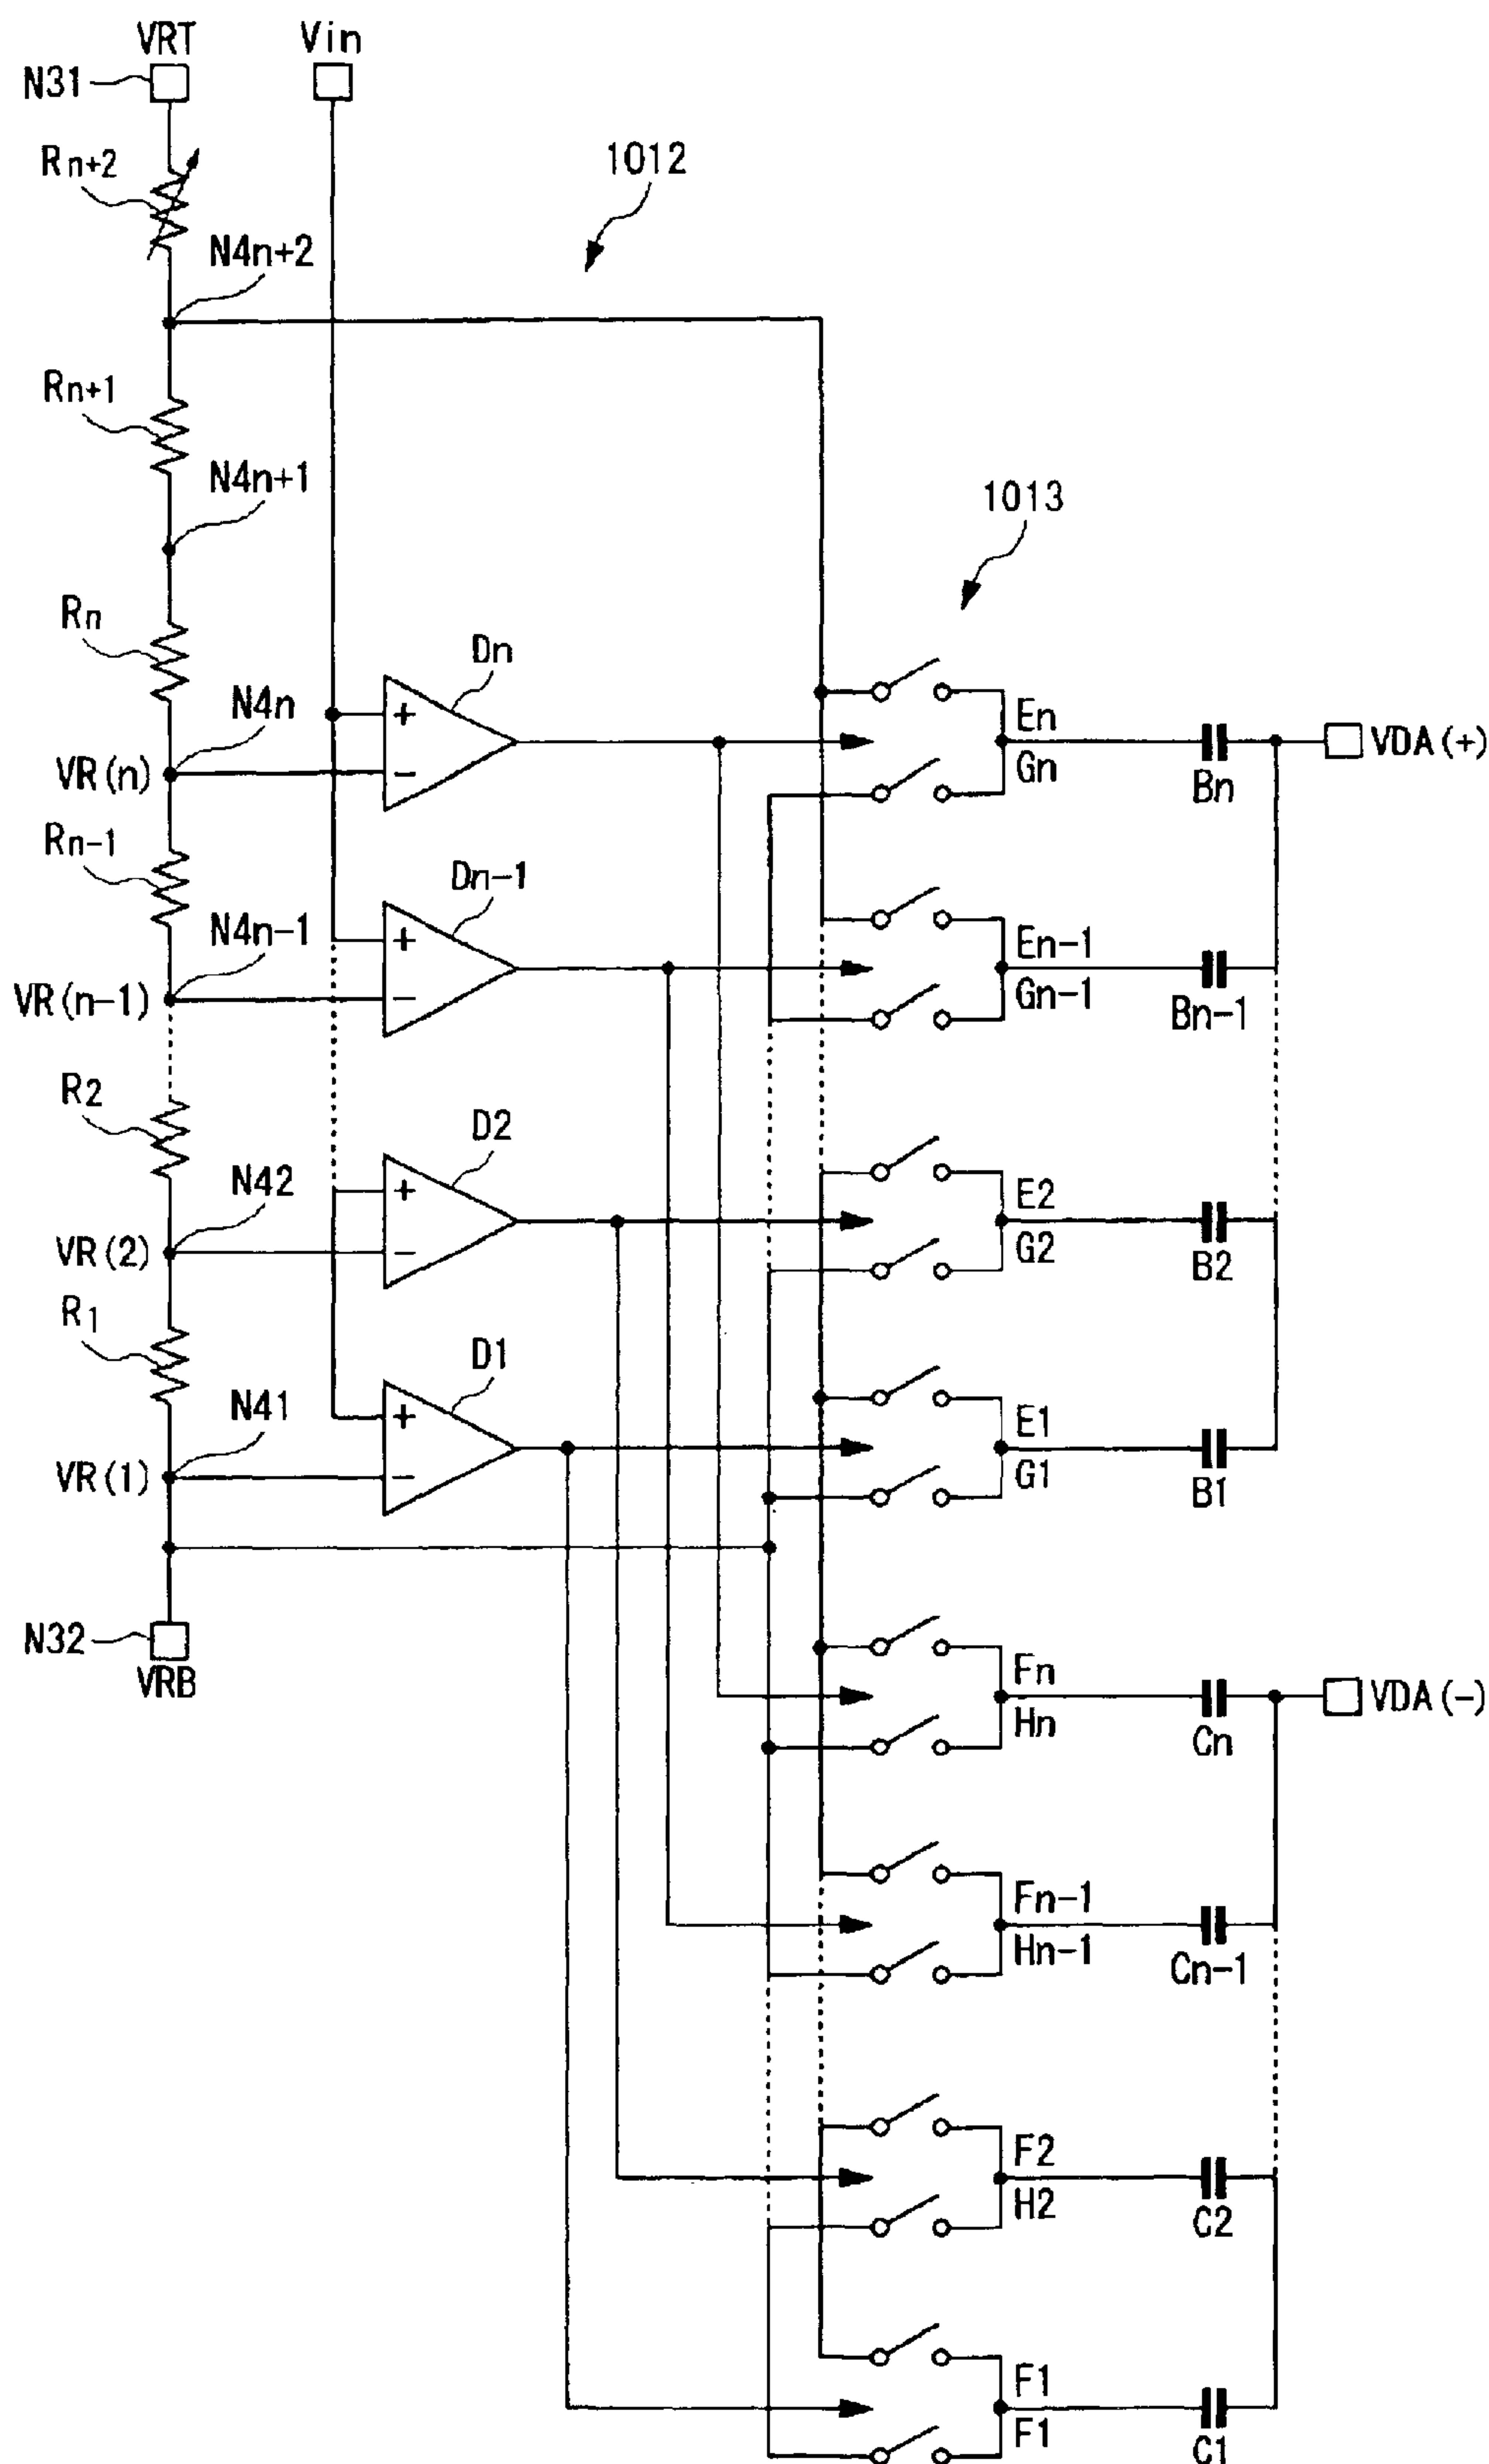 VRT
Vin
N31
Rn+2
1012
N4n+2
Rn+1
N4n+1
1013
Rn
Dn
N4n
+
En
VDA(+)
VR(n)
−
Gn
Bn
Rn-1
Dn-1
N4n-1
+
En-1
VR(n-1)
−
Gn-1
Bn-1
R2
D2
N42
+
E2
VR(2)
−
G2
B2
R1
D1
N41
+
E1
VR(1)
−
G1
B1
N32
VRB
Fn
VDA(−)
Hn
Cn
Fn-1
Hn-1
Cn-1
F2
H2
C2
F1
F1
C1